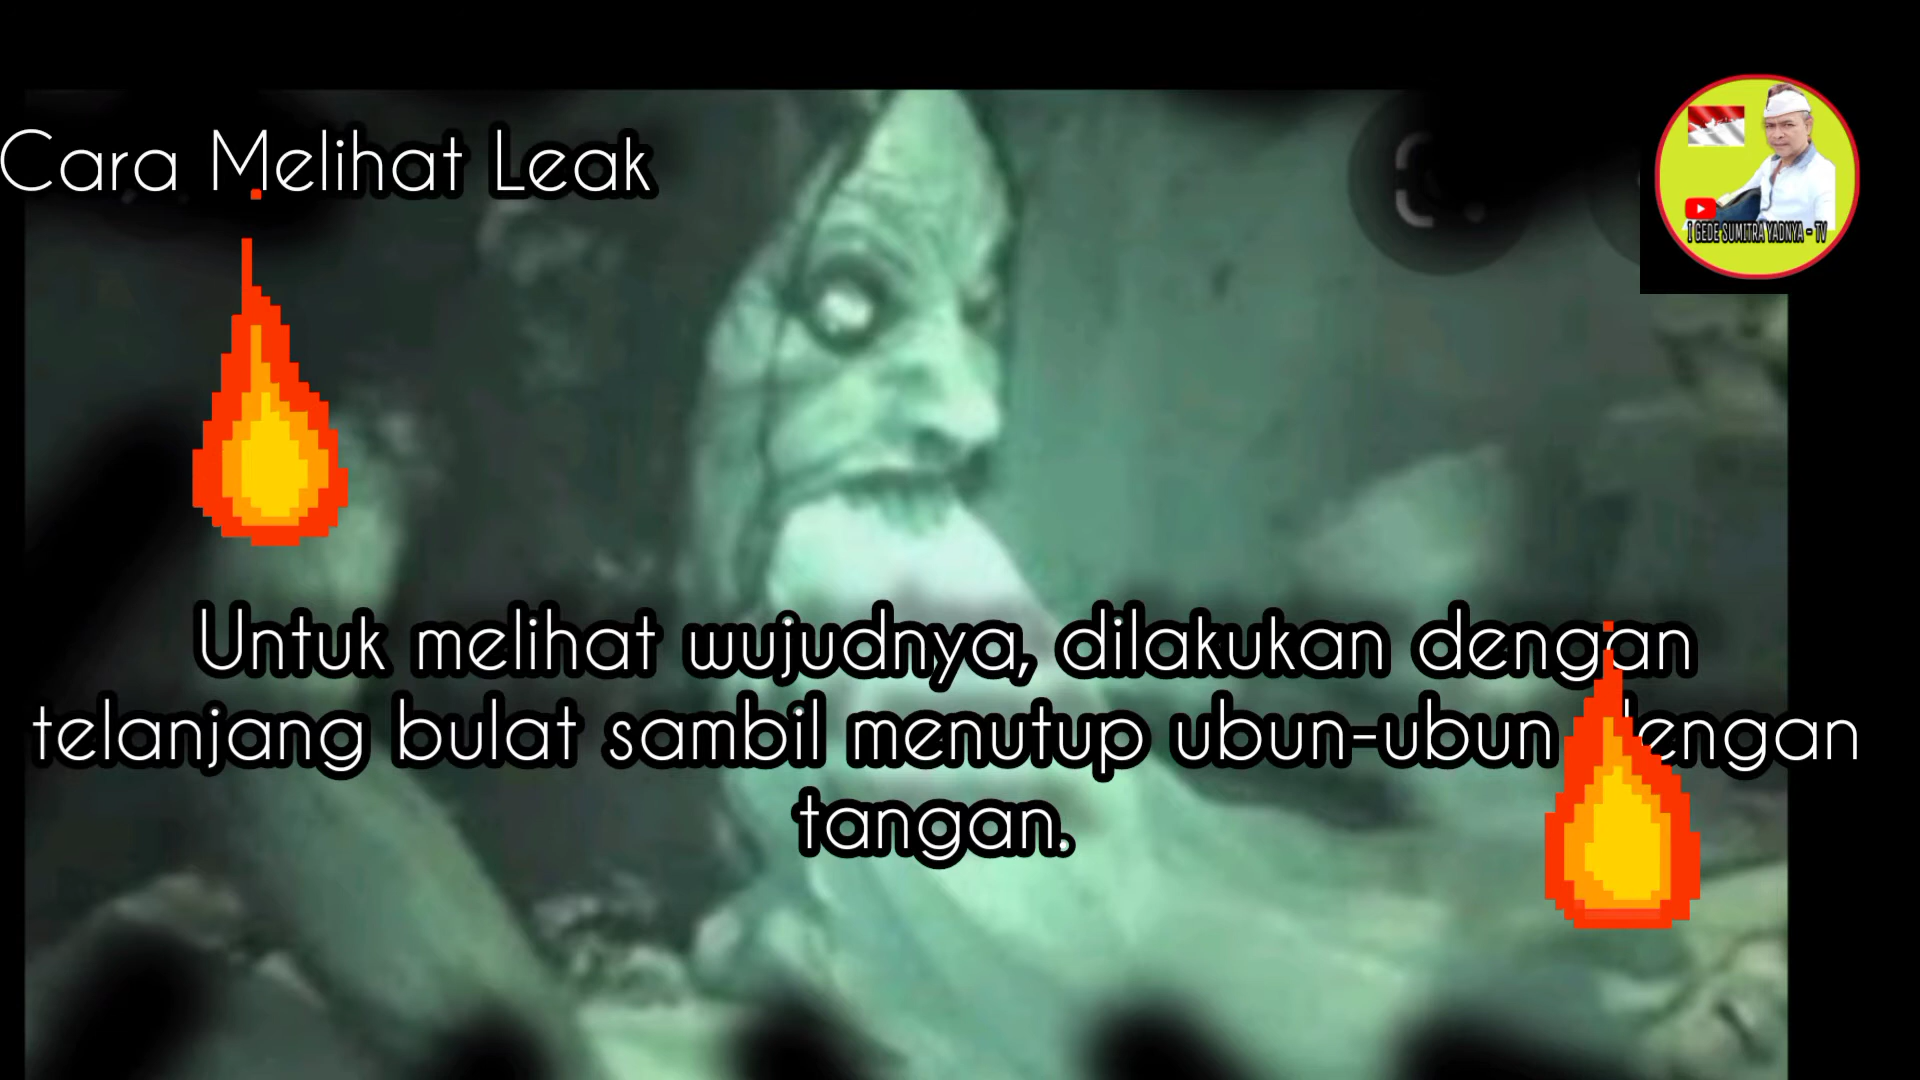 Cara Melihat Leak
I GEDE SUMITRA YADNYA - TV
Untuk melihat wujudnya, dilakukan dengan
telanjang bulat sambil menutup ubun-ubun dengan
tangan.